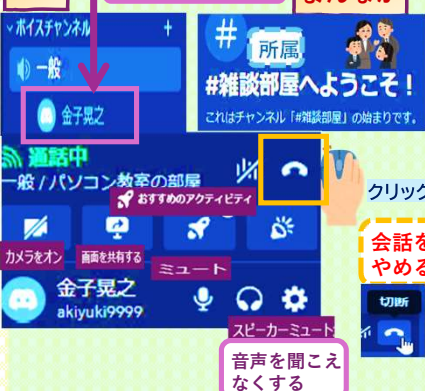 ボイスチャンネル +
一般
金子晃之
# 所属
#雑談部屋へようこそ!
これはチャンネル「#雑談部屋」の始まりです。
通話中
一般 / パソコン教室の部屋
おすすめのアクティビティ
クリック
カメラをオン
画面を共有する
ミュート
会話を
やめる
金子晃之
akiyuki9999
切断
スピーカーミュート
音声を聞こえ
なくする